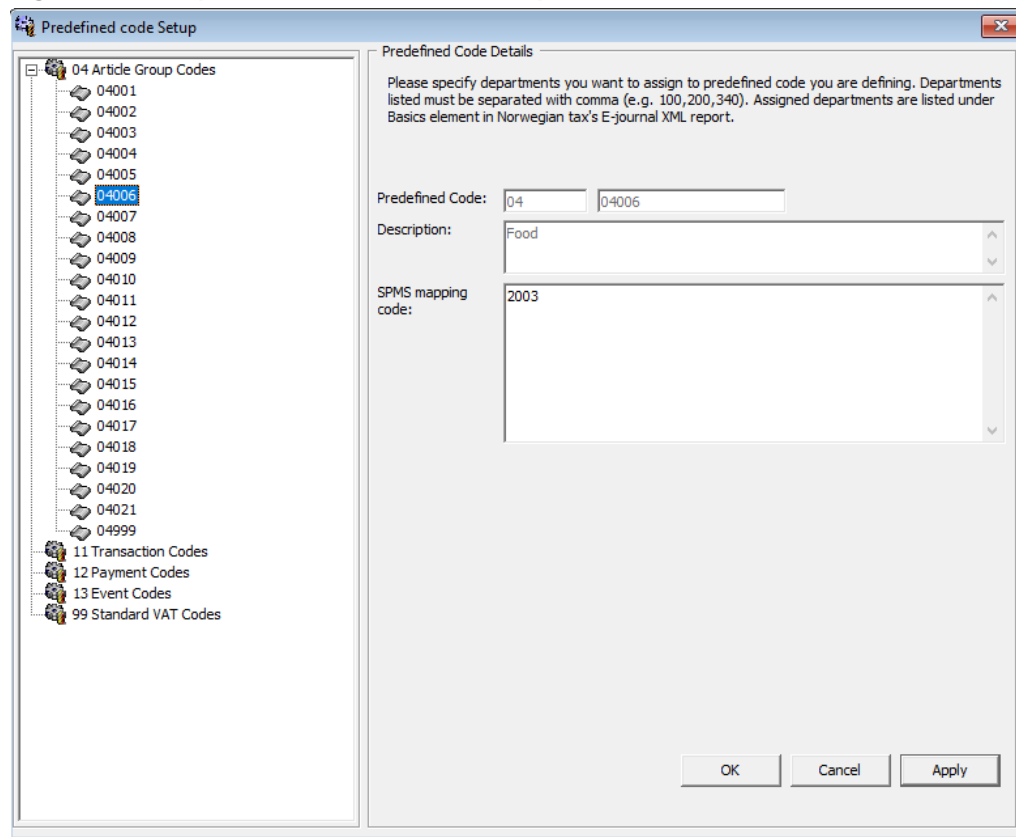 Predefined code Setup
04 Article Group Codes
04001
04002
04003
04004
04005
04006
04007
04008
04009
04010
04011
04012
04013
04014
04015
04016
04017
04018
04019
04020
04021
04999
11 Transaction Codes
12 Payment Codes
13 Event Codes
99 Standard VAT Codes
Predefined Code Details
Please specify departments you want to assign to predefined code you are defining. Departments
listed must be separated with comma (e.g. 100,200,340). Assigned departments are listed under
Basics element in Norwegian tax's E-journal XML report.
Predefined Code: 04 04006
Description: Food
SPMS mapping
code: 2003
OK Cancel Apply